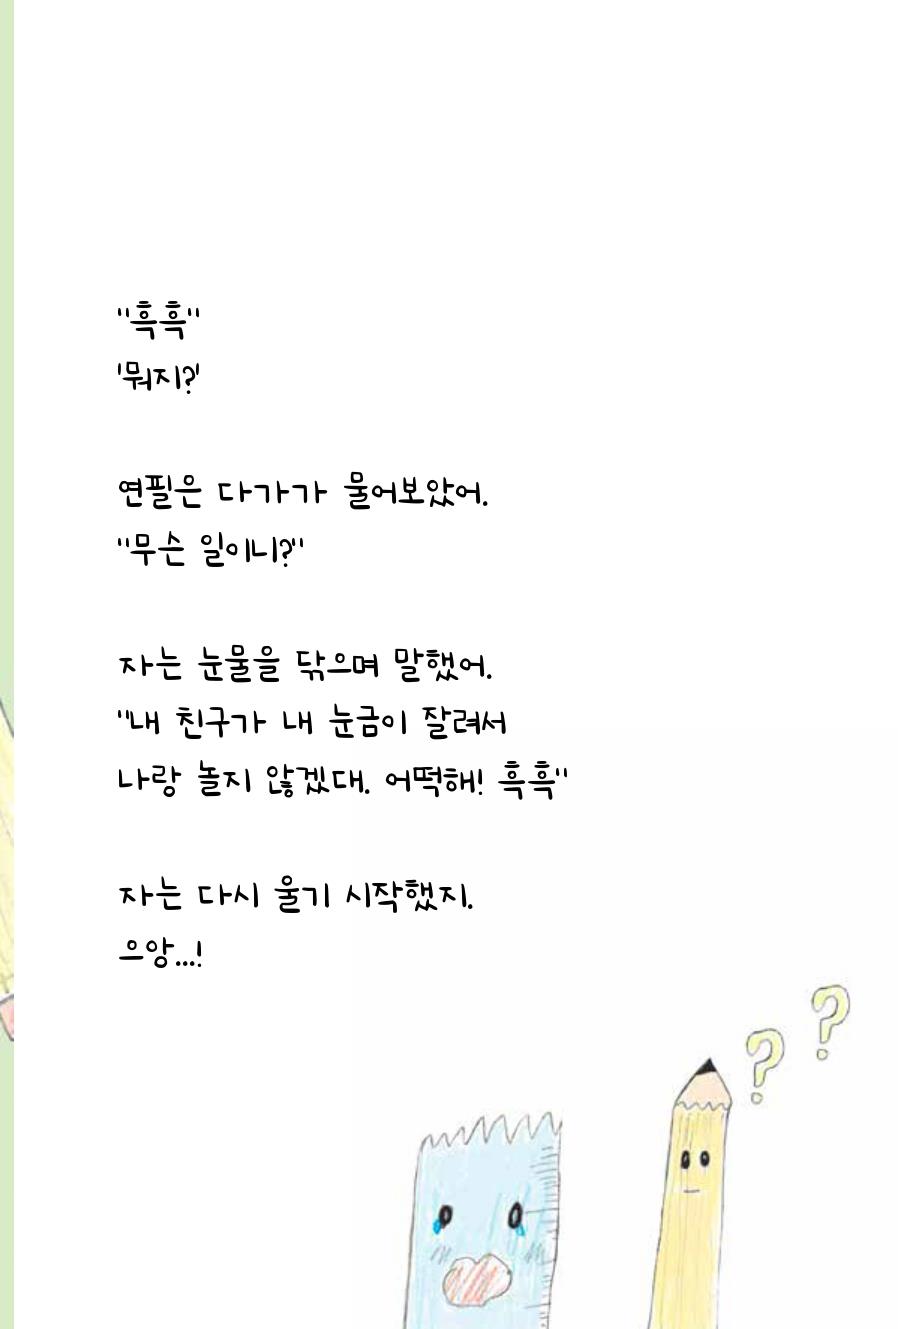 "흑흑"
'뭐지?'
연필은 다가가 물어보았어.
"무슨 일이니?"
자는 눈물을 닦으며 말했어.
"내 친구가 내 눈금이 잘려서
나랑 놀지 않겠대. 어떡해! 흑흑"
자는 다시 울기 시작했지.
으앙...!
? ?